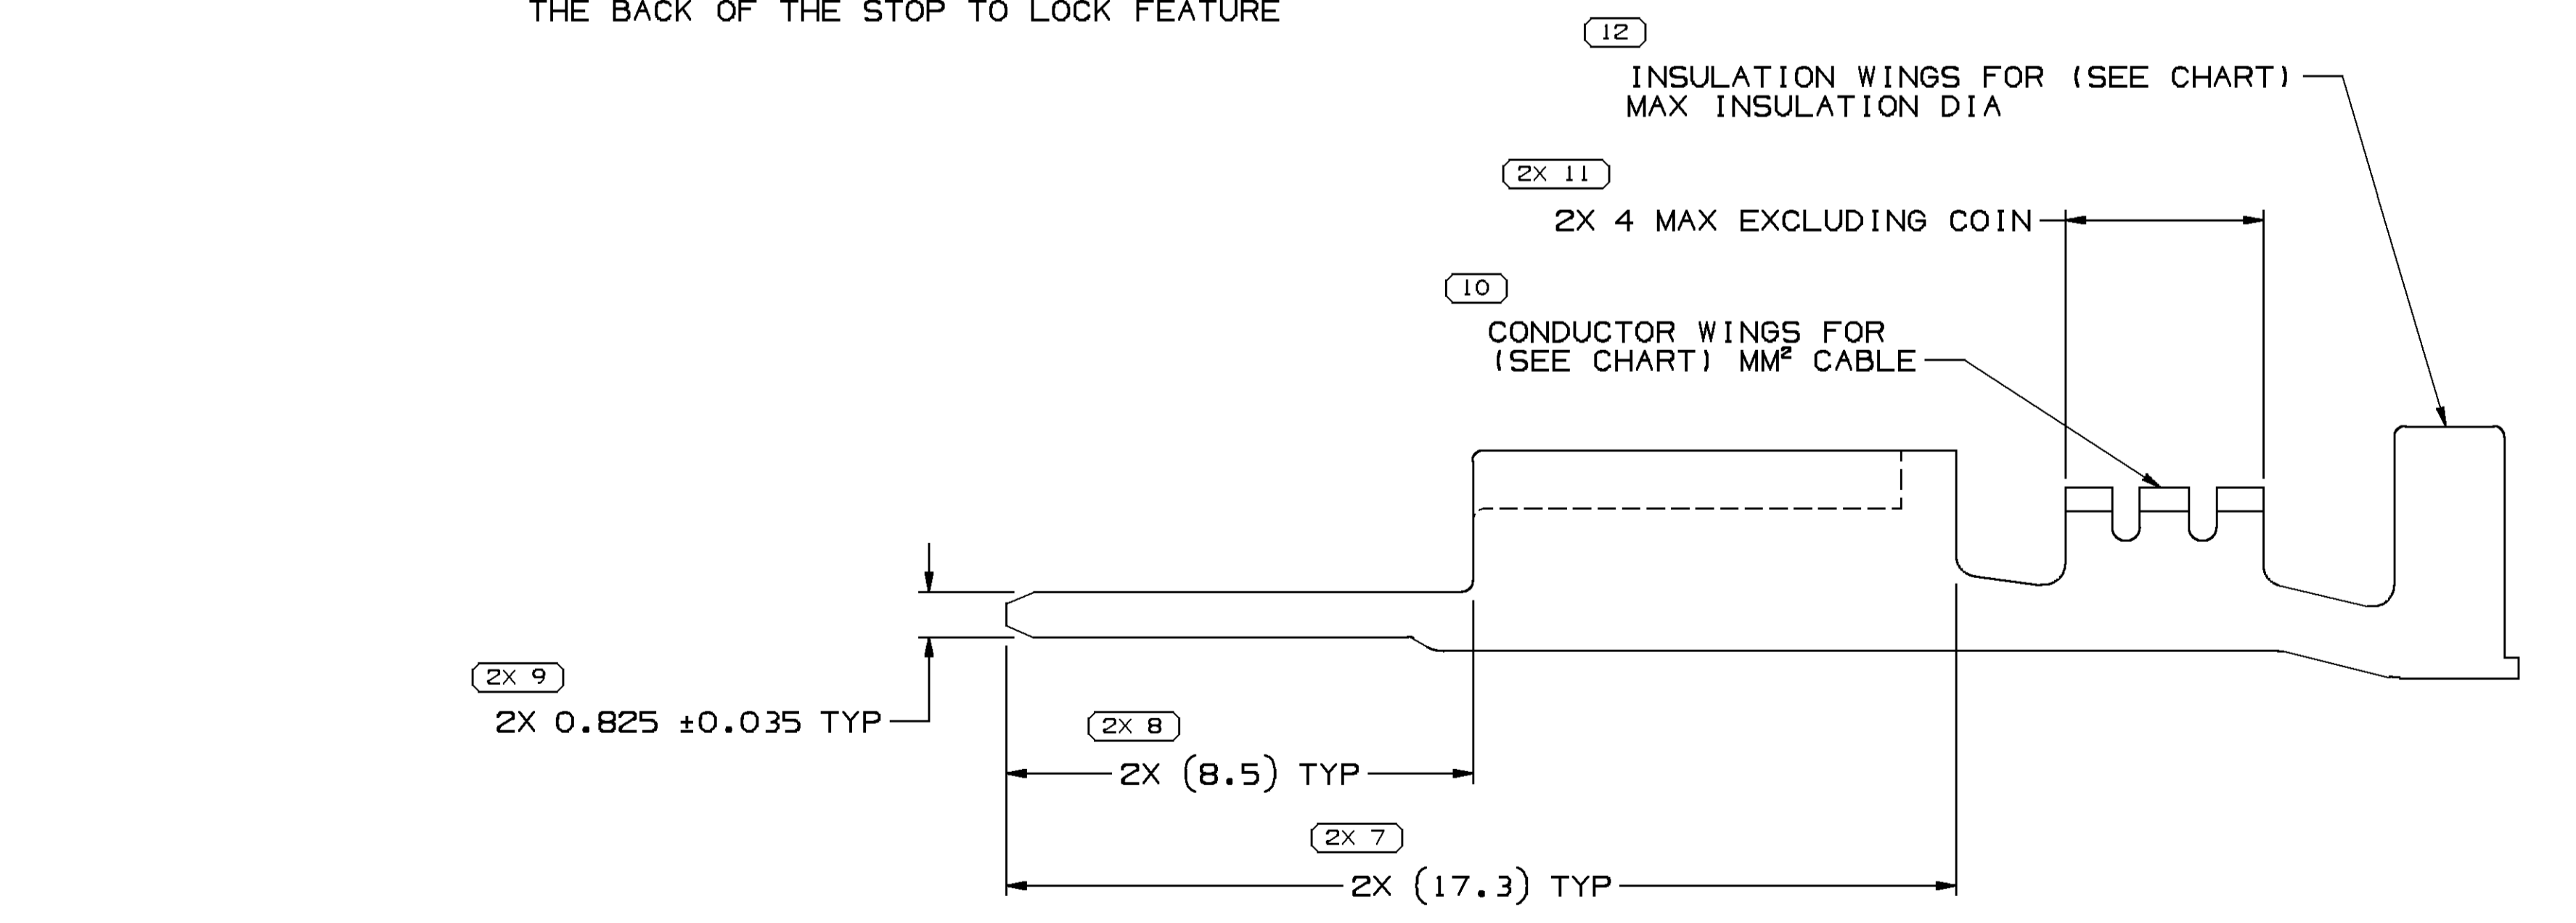 THE BACK OF THE STOP TO LOCK FEATURE
12
INSULATION WINGS FOR (SEE CHART)
MAX INSULATION DIA
2X 11
2X 4 MAX EXCLUDING COIN
10
CONDUCTOR WINGS FOR
(SEE CHART) MM² CABLE
2X 9
2X 0.825 ±0.035 TYP
2X 8
2X (8.5) TYP
2X 7
2X (17.3) TYP